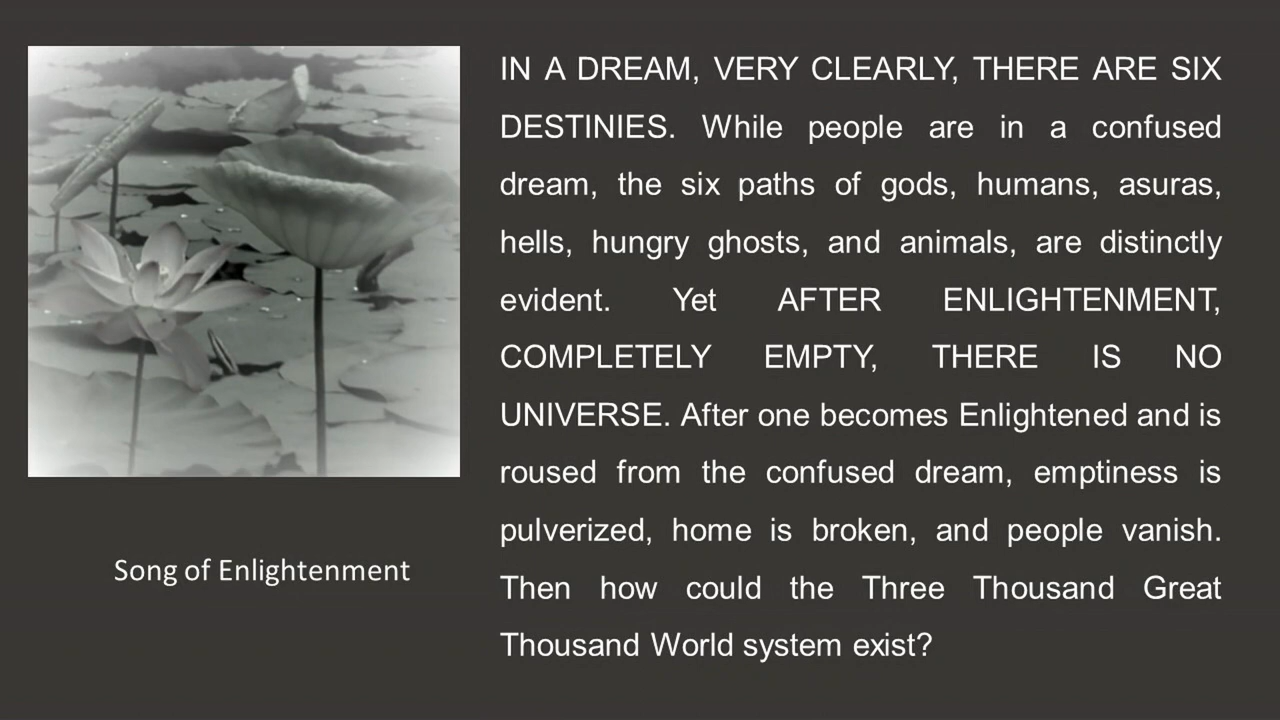 IN A DREAM, VERY CLEARLY, THERE ARE SIX
DESTINIES. While people are in a confused
dream, the six paths of gods, humans, asuras,
hells, hungry ghosts, and animals, are distinctly
evident. Yet AFTER ENLIGHTENMENT,
COMPLETELY EMPTY, THERE IS NO
UNIVERSE. After one becomes Enlightened and is
roused from the confused dream, emptiness is
pulverized, home is broken, and people vanish.
Then how could the Three Thousand Great
Thousand World system exist?
Song of Enlightenment